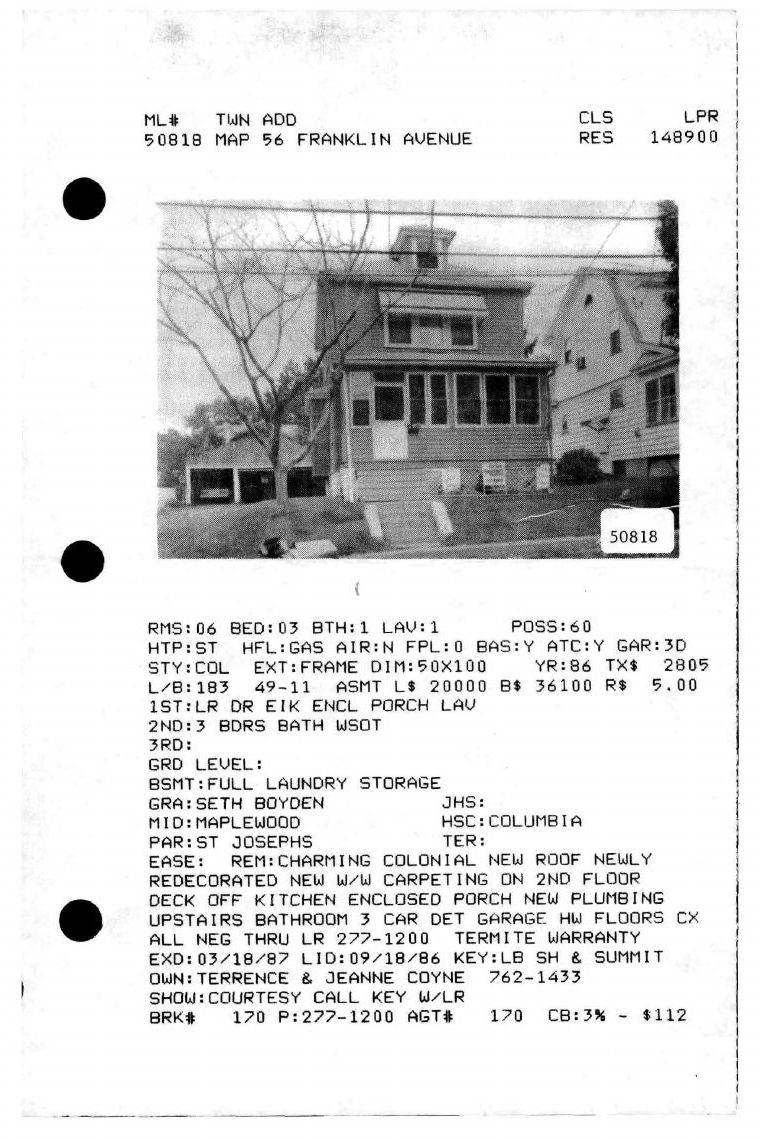 ML# TWN ADD CLS LPR
50818 MAP 56 FRANKLIN AVENUE RES 148900
50818
RMS:06 BED:03 BTH:1 LAV:1 POSS:60
HTP:ST HFL:GAS AIR:N FPL:0 BAS:Y ATC:Y GAR:3D
STY:COL EXT:FRAME DIM:50X100 YR:86 TX$ 2805
L/B:183 49-11 ASMT L$ 20000 B$ 36100 R$ 5.00
1ST:LR DR EIK ENCL PORCH LAV
2ND:3 BDRS BATH WSOT
3RD:
GRD LEVEL:
BSMT:FULL LAUNDRY STORAGE
GRA:SETH BOYDEN JHS:
MID:MAPLEWOOD HSC:COLUMBIA
PAR:ST JOSEPHS TER:
EASE: REM:CHARMING COLONIAL NEW ROOF NEWLY
REDECORATED NEW W/W CARPETING ON 2ND FLOOR
DECK OFF KITCHEN ENCLOSED PORCH NEW PLUMBING
UPSTAIRS BATHROOM 3 CAR DET GARAGE HW FLOORS CX
ALL NEG THRU LR 277-1200 TERMITE WARRANTY
EXD:03/18/87 LID:09/18/86 KEY:LB SH & SUMMIT
OWN:TERRENCE & JEANNE COYNE 762-1433
SHOW:COURTESY CALL KEY W/LR
BRK# 170 P:277-1200 AGT# 170 CB:3% - $112